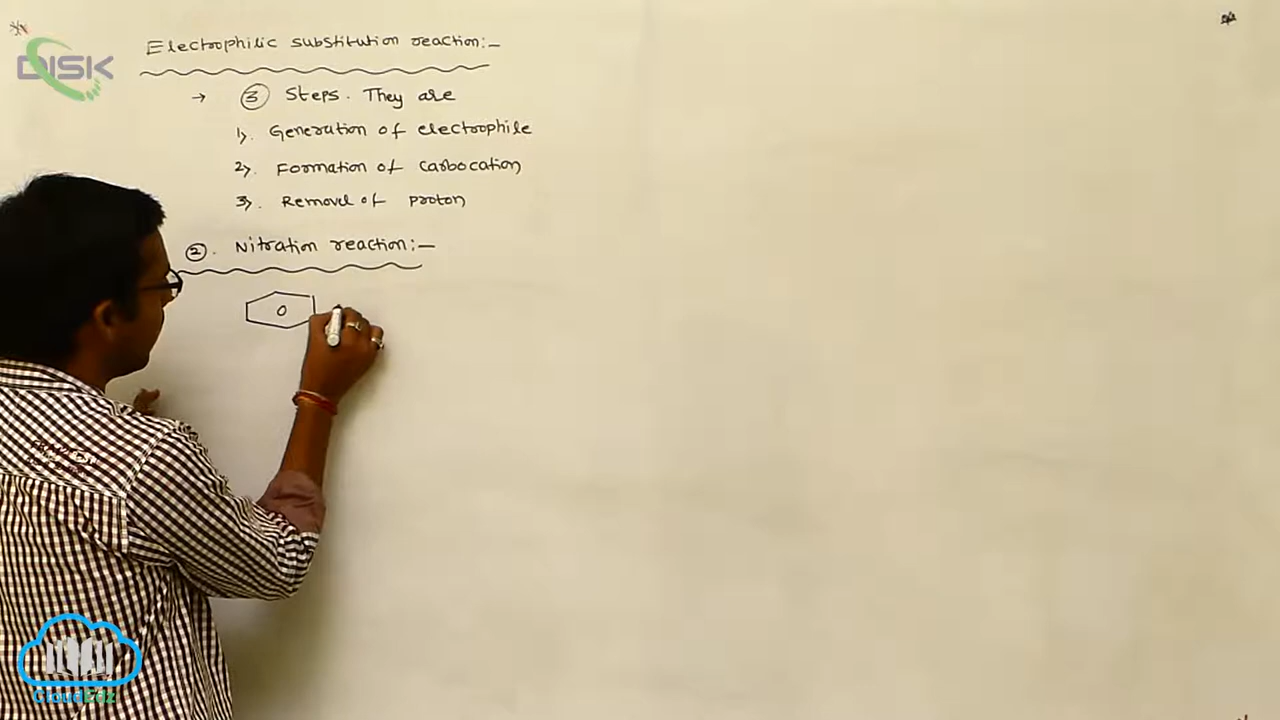 Electrophilic substitution reaction:-
DISK
→ 3 Steps. They are
1). Generation of electrophile
2). Formation of carbocation
3). Removel of proton
2. Nitration reaction:-
CloudEdz